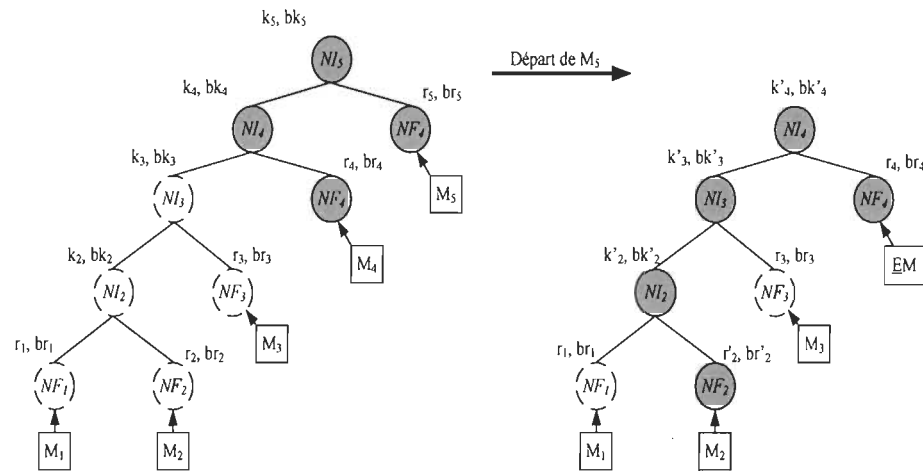 k5, bk5
NI5
Départ de M5
k4, bk4
r5, br5
k'4, bk'4
NI4
NF4
NI4
k3, bk3
r4, br4
M5
k'3, bk'3
r4, br4
NI3
NF4
NI3
NF4
k2, bk2
r3, br3
M4
k'2, bk'2
r3, br3
EM
NI2
NF3
NI2
NF3
r1, br1
r2, br2
M3
r1, br1
r'2, br'2
M3
NF1
NF2
NF1
NF2
M1
M2
M1
M2